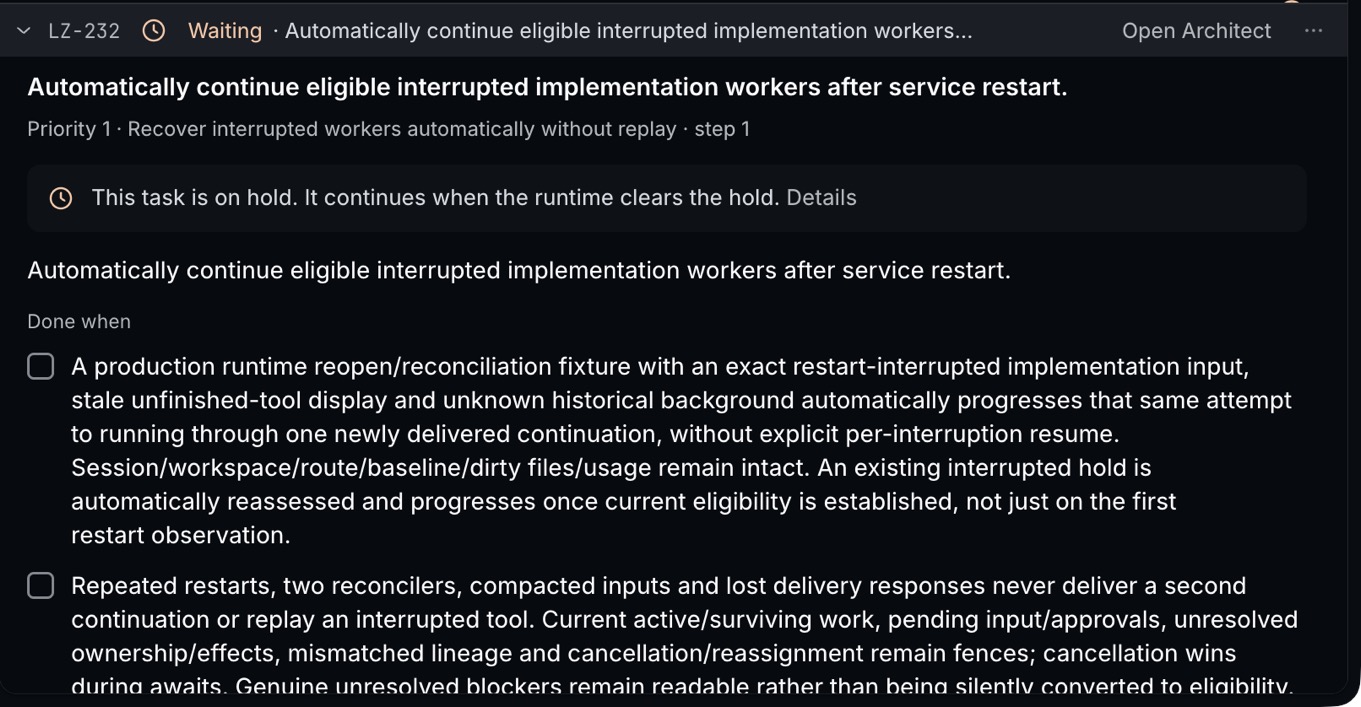 LZ-232 Waiting · Automatically continue eligible interrupted implementation workers... Open Architect ...
Automatically continue eligible interrupted implementation workers after service restart.
Priority 1 · Recover interrupted workers automatically without replay · step 1
This task is on hold. It continues when the runtime clears the hold. Details
Automatically continue eligible interrupted implementation workers after service restart.
Done when
A production runtime reopen/reconciliation fixture with an exact restart-interrupted implementation input,
stale unfinished-tool display and unknown historical background automatically progresses that same attempt
to running through one newly delivered continuation, without explicit per-interruption resume.
Session/workspace/route/baseline/dirty files/usage remain intact. An existing interrupted hold is
automatically reassessed and progresses once current eligibility is established, not just on the first
restart observation.
Repeated restarts, two reconcilers, compacted inputs and lost delivery responses never deliver a second
continuation or replay an interrupted tool. Current active/surviving work, pending input/approvals, unresolved
ownership/effects, mismatched lineage and cancellation/reassignment remain fences; cancellation wins
during awaits. Genuine unresolved blockers remain readable rather than being silently converted to eligibility.